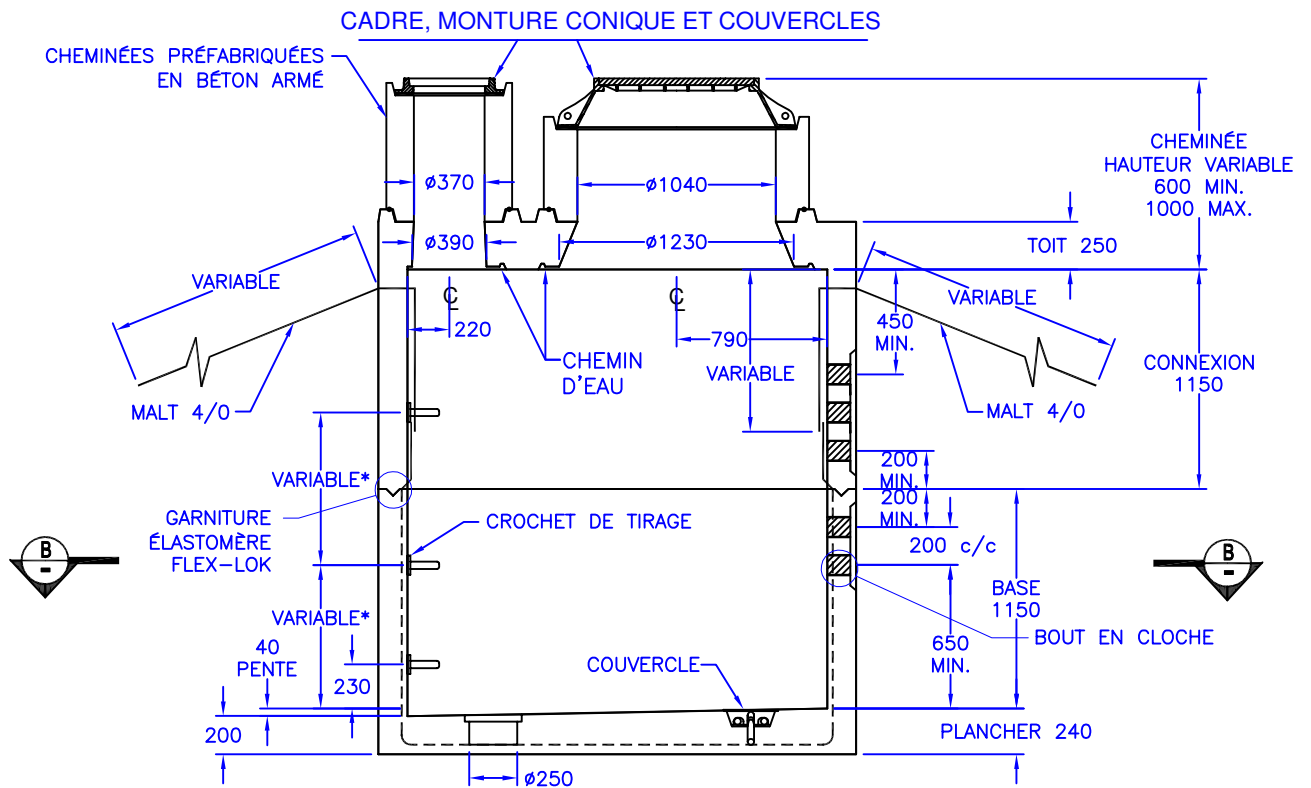 CADRE, MONTURE CONIQUE ET COUVERCLES
CHEMINÉES PRÉFABRIQUÉES
EN BÉTON ARMÉ
CHEMINÉE
HAUTEUR VARIABLE
600 MIN.
1000 MAX.
ø370
ø1040
ø390
ø1230
TOIT 250
VARIABLE
VARIABLE
℄
℄
220
790
450
MIN.
CHEMIN
D'EAU
VARIABLE
CONNEXION
1150
MALT 4/0
MALT 4/0
VARIABLE*
200
MIN.
200
MIN.
GARNITURE
ÉLASTOMÈRE
FLEX-LOK
CROCHET DE TIRAGE
200 c/c
B
-
B
-
BASE
1150
VARIABLE*
BOUT EN CLOCHE
40
PENTE
230
COUVERCLE
650
MIN.
200
PLANCHER 240
ø250